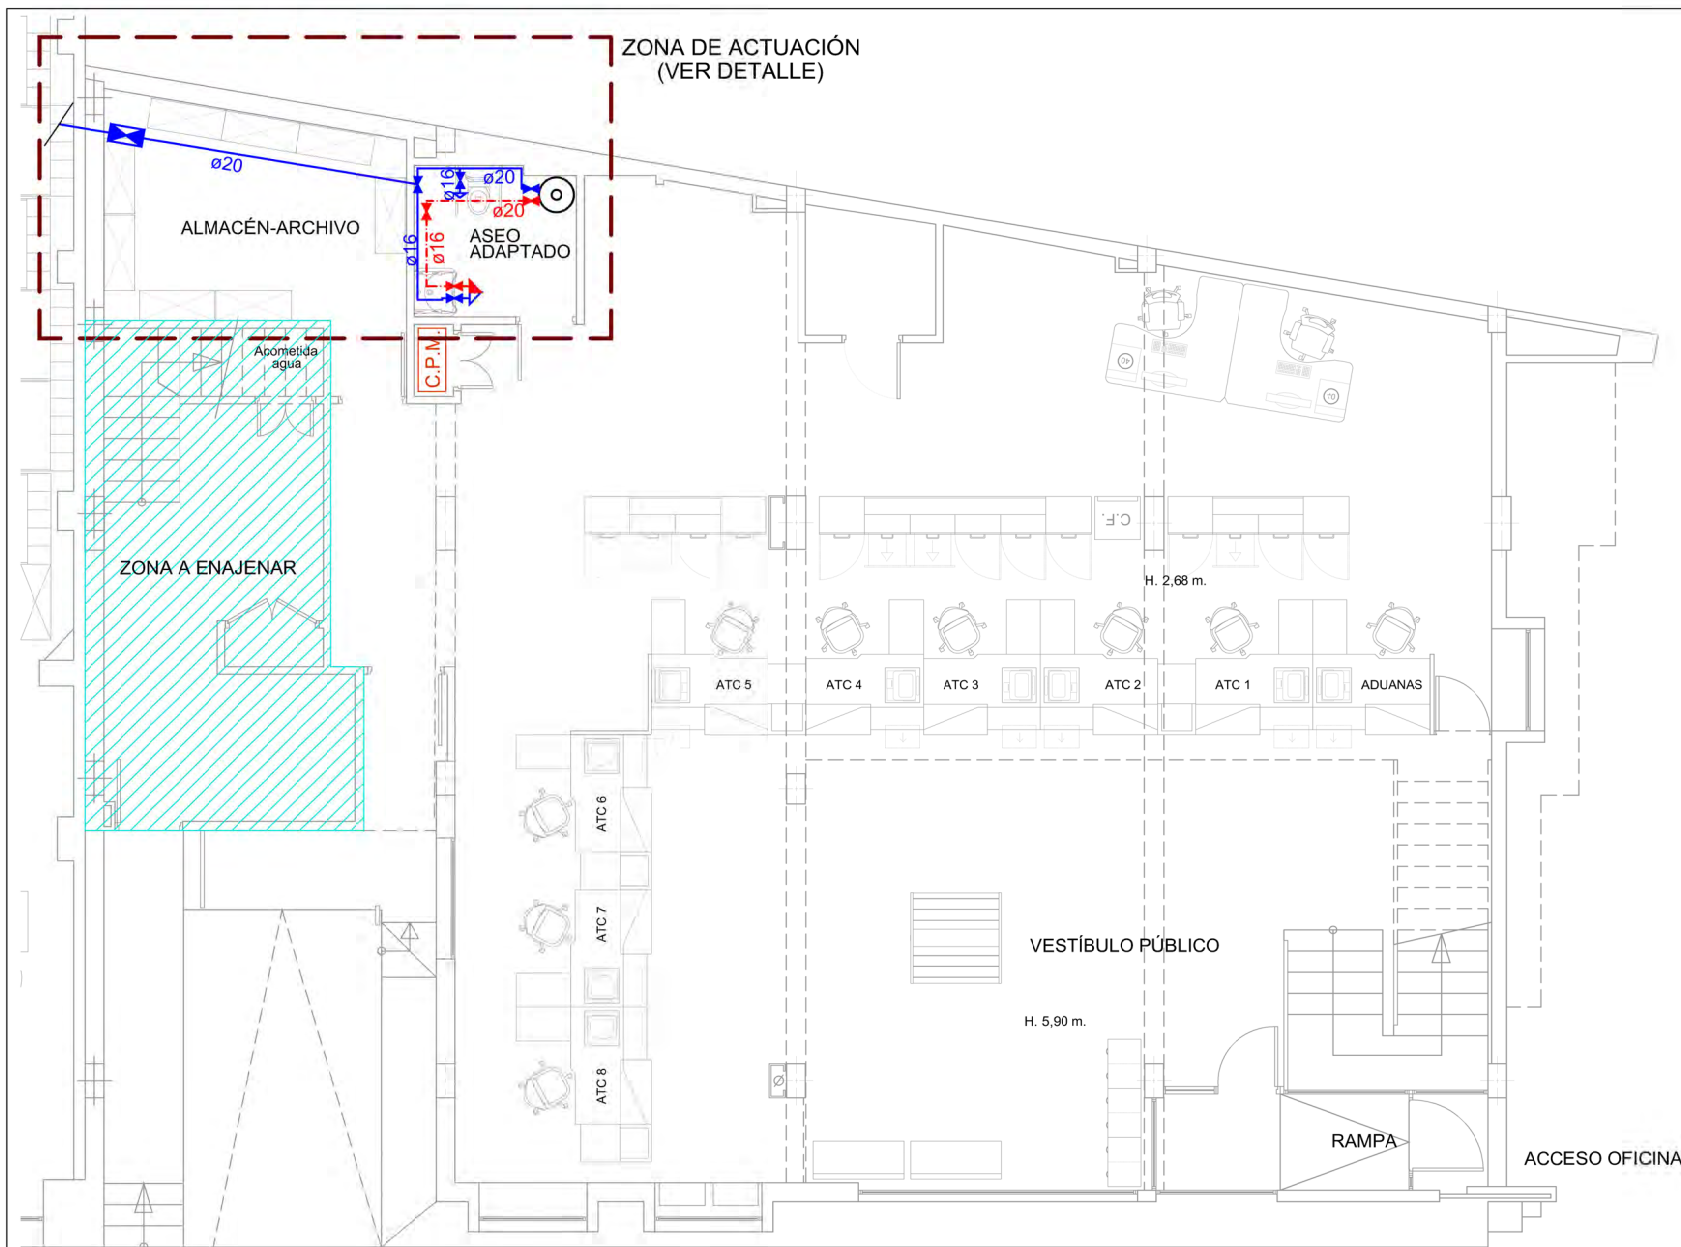 ZONA DE ACTUACIÓN
(VER DETALLE)
ø20
ø16
ø20
ø20
ALMACÉN-ARCHIVO
ASEO
ADAPTADO
ø16
ø16
Acometida
agua
C.P.M.
C.F.
ZONA A ENAJENAR
H. 2,68 m.
ATC 5
ATC 4
ATC 3
ATC 2
ATC 1
ADUANAS
ATC 6
ATC 7
ATC 8
VESTÍBULO PÚBLICO
H. 5,90 m.
RAMPA
ACCESO OFICINA